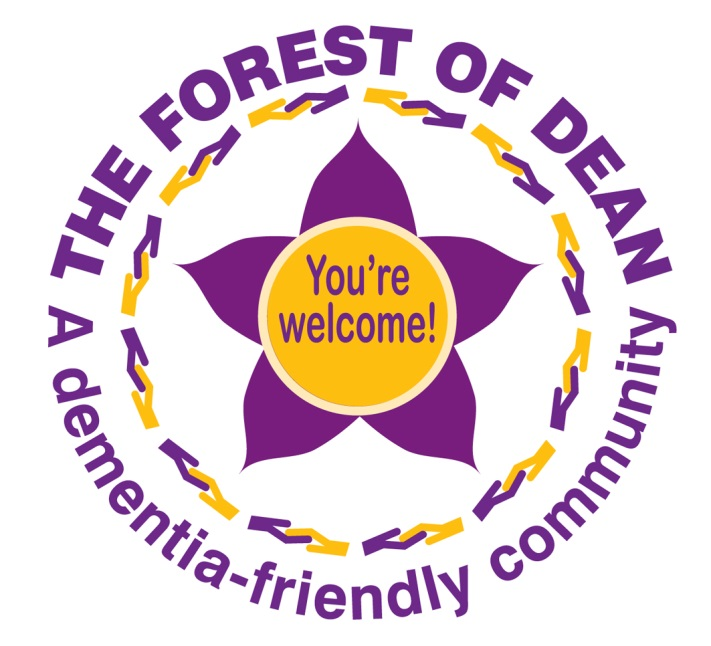 THE FOREST OF DEAN
You're
welcome!
A dementia-friendly community